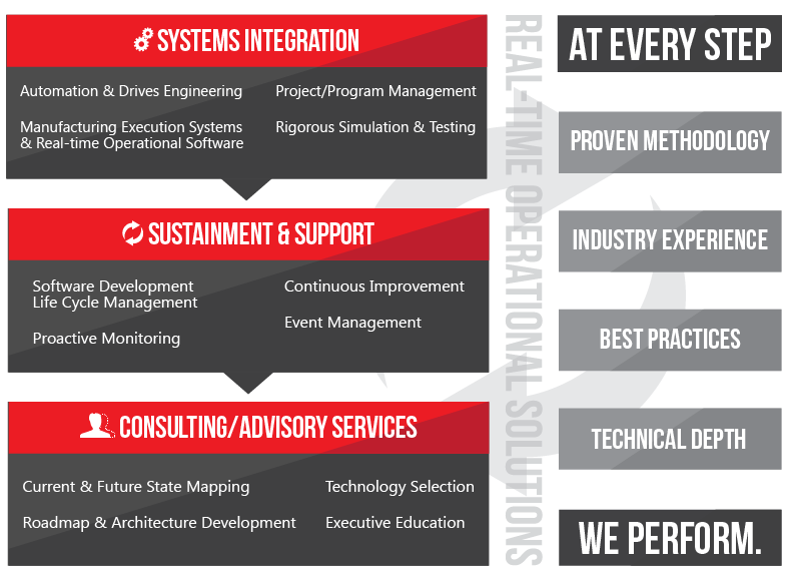 SYSTEMS INTEGRATION
Automation & Drives Engineering
Manufacturing Execution Systems
& Real-time Operational Software
Project/Program Management
Rigorous Simulation & Testing
SUSTAINMENT & SUPPORT
Software Development
Life Cycle Management
Proactive Monitoring
Continuous Improvement
Event Management
CONSULTING/ADVISORY SERVICES
Current & Future State Mapping
Roadmap & Architecture Development
Technology Selection
Executive Education
REAL-TIME OPERATIONAL SOLUTIONS
AT EVERY STEP
PROVEN METHODOLOGY
INDUSTRY EXPERIENCE
BEST PRACTICES
TECHNICAL DEPTH
WE PERFORM.